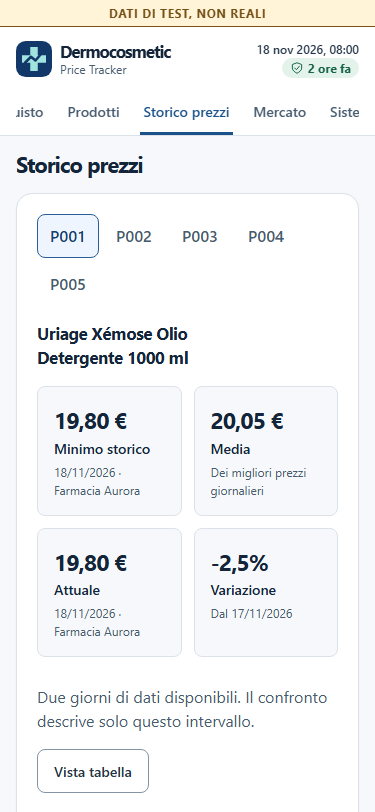 DATI DI TEST, NON REALI
Dermocosmetic
Price Tracker
18 nov 2026, 08:00
2 ore fa
uisto Prodotti Storico prezzi Mercato Siste
Storico prezzi
P001 P002 P003 P004
P005
Uriage Xémose Olio
Detergente 1000 ml
19,80 €
Minimo storico
18/11/2026 ·
Farmacia Aurora
20,05 €
Media
Dei migliori prezzi
giornalieri
19,80 €
Attuale
18/11/2026 ·
Farmacia Aurora
-2,5%
Variazione
Dal 17/11/2026
Due giorni di dati disponibili. Il confronto
descrive solo questo intervallo.
Vista tabella